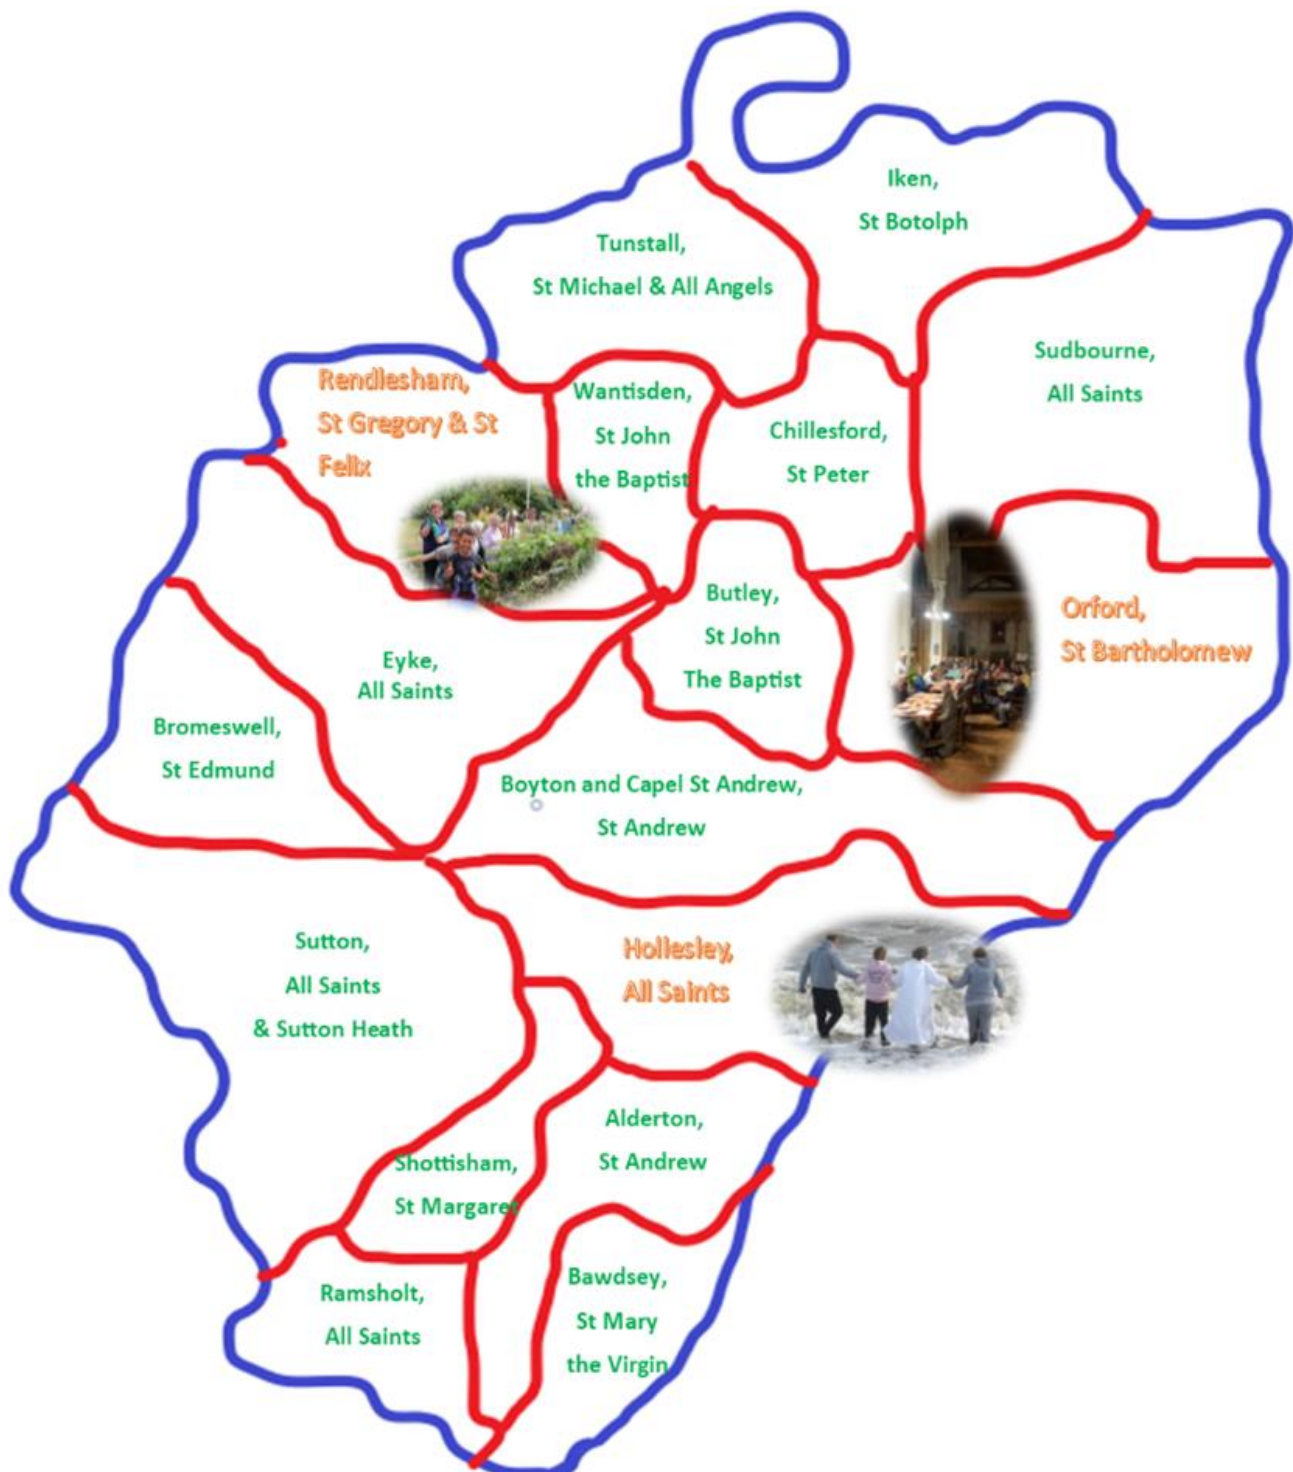 Iken,
St Botolph
Tunstall,
St Michael & All Angels
Sudbourne,
All Saints
Rendlesham,
St Gregory & St
Felix
Wantisden,
St John
the Baptist
Chillesford,
St Peter
Butley,
St John
The Baptist
Orford,
St Bartholomew
Eyke,
All Saints
Bromeswell,
St Edmund
Boyton and Capel St Andrew,
St Andrew
Sutton,
All Saints
& Sutton Heath
Hollesley,
All Saints
Alderton,
St Andrew
Shottisham,
St Margaret
Ramsholt,
All Saints
Bawdsey,
St Mary
the Virgin